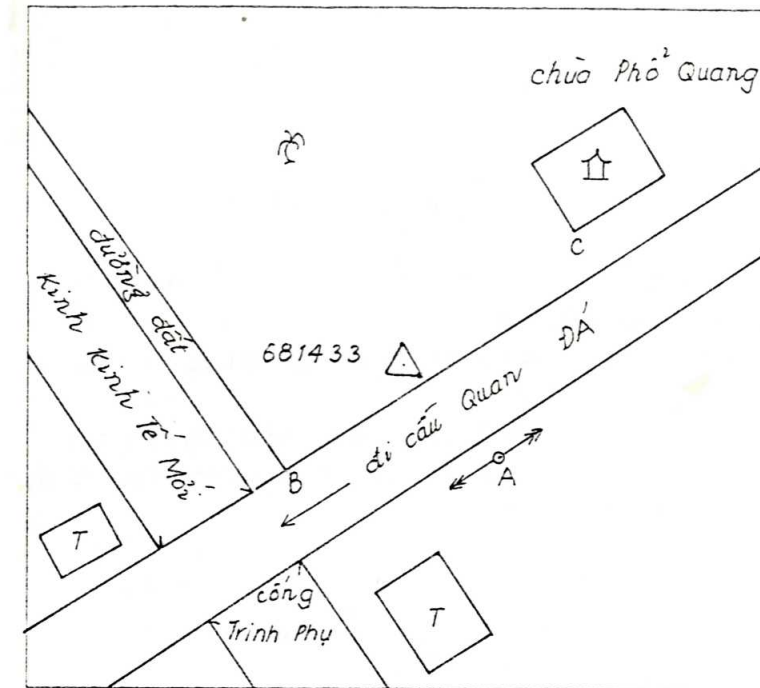 chùa Phổ Quang
C
đường đất
Kinh Kinh Tế Mới
681433
ĐÁ
đi cầu Quan
A
B
T
cống
Trinh Phụ
T